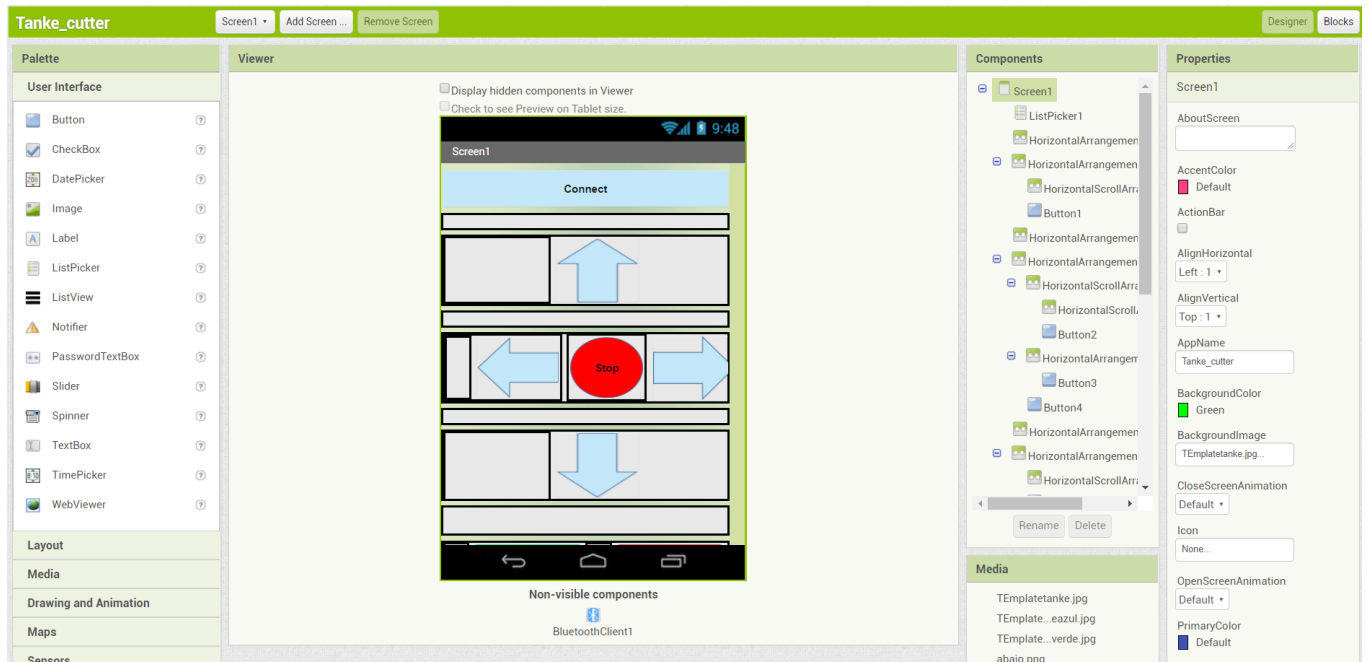 Tanke_cutter
Screen1
Add Screen ...
Remove Screen
Designer
Blocks
Palette
User Interface
Button
CheckBox
DatePicker
Image
Label
ListPicker
ListView
Notifier
PasswordTextBox
Slider
Spinner
TextBox
TimePicker
WebViewer
Layout
Media
Drawing and Animation
Maps
Sensors
Viewer
Display hidden components in Viewer
Check to see Preview on Tablet size.
9:48
Screen1
Connect
Stop
Non-visible components
BluetoothClient1
Components
Screen1
ListPicker1
HorizontalArrangemen
HorizontalArrangemen
HorizontalScrollArra
Button1
HorizontalArrangemen
HorizontalArrangemen
HorizontalScrollArra
HorizontalScroll
Button2
HorizontalArrangem
Button3
Button4
HorizontalArrangemen
HorizontalArrangemen
HorizontalScrollArra
Rename
Delete
Media
TEmplatetanke.jpg
TEmplate...eazul.jpg
TEmplate...verde.jpg
abajo.png
Properties
Screen1
AboutScreen
AccentColor
Default
ActionBar
AlignHorizontal
Left : 1
AlignVertical
Top : 1
AppName
Tanke_cutter
BackgroundColor
Green
BackgroundImage
TEmplatetanke.jpg...
CloseScreenAnimation
Default
Icon
None...
OpenScreenAnimation
Default
PrimaryColor
Default